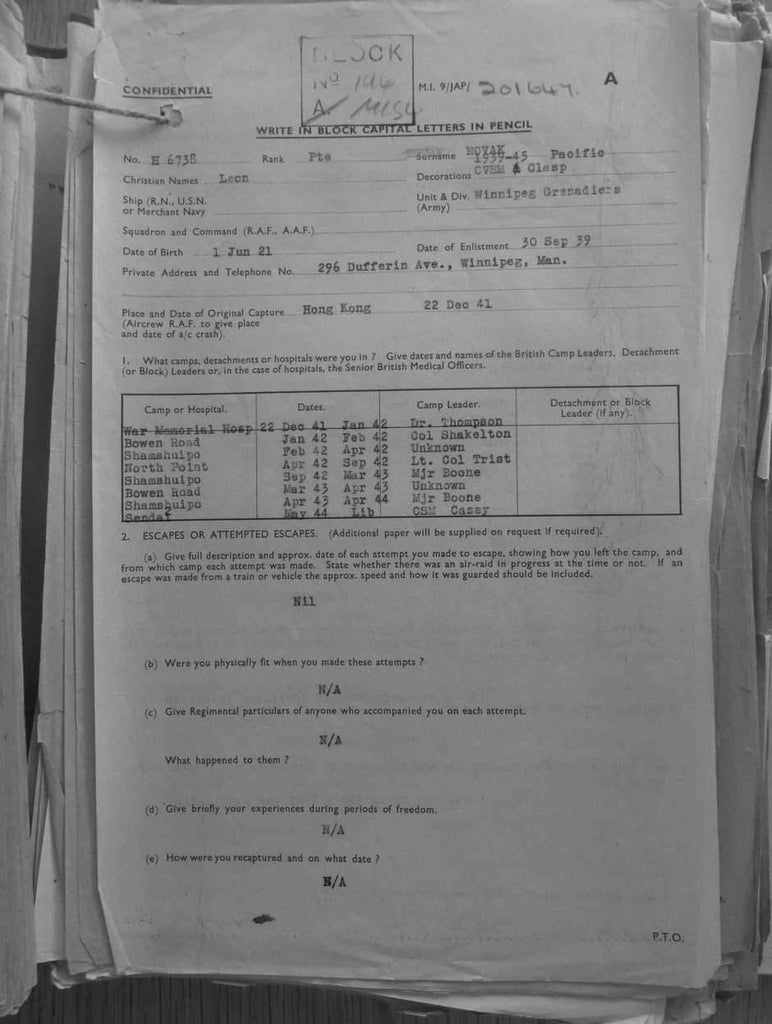 BLOCK
CONFIDENTIAL
No
M.I. 9/JAP/ 201647.
A
A MISC
WRITE IN BLOCK CAPITAL LETTERS IN PENCIL
No. H 6738 Rank Pte Surname NOVAK 1939-45 Pacific
Christian Names Leon Decorations CVSM & Clasp
Ship (R.N., U.S.N. or Merchant Navy Unit & Div. (Army) Winnipeg Grenadiers
Squadron and Command (R.A.F., A.A.F.)
Date of Birth 1 Jun 21 Date of Enlistment 30 Sep 39
Private Address and Telephone No. 296 Dufferin Ave., Winnipeg, Man.
Place and Date of Original Capture Hong Kong 22 Dec 41
(Aircrew R.A.F. to give place
and date of a/c crash).
1. What camps, detachments or hospitals were you in ? Give dates and names of the British Camp Leaders, Detachment
(or Block) Leaders or, in the case of hospitals, the Senior British Medical Officers.
Camp or Hospital. Dates. Camp Leader. Detachment or Block Leader (if any).
War Memorial Hosp 22 Dec 41 Jan 42 Dr. Thompson
Bowen Road Jan 42 Feb 42 Col Shakelton
Shamshuipo Feb 42 Apr 42 Unknown
North Point Apr 42 Sep 42 Lt. Col Trist
Shamshuipo Sep 42 Mar 43 Mjr Boone
Bowen Road Mar 43 Apr 43 Unknown
Shamshuipo Apr 43 Apr 44 Mjr Boone
Sendai May 44 Lib CSM Casey
2. ESCAPES OR ATTEMPTED ESCAPES. (Additional paper will be supplied on request if required).
(a) Give full description and approx. date of each attempt you made to escape, showing how you left the camp, and
from which camp each attempt was made. State whether there was an air-raid in progress at the time or not. If an
escape was made from a train or vehicle the approx. speed and how it was guarded should be included.
Nil
(b) Were you physically fit when you made these attempts ?
N/A
(c) Give Regimental particulars of anyone who accompanied you on each attempt.
N/A
What happened to them ?
(d) Give briefly your experiences during periods of freedom.
N/A
(e) How were you recaptured and on what date ?
N/A
P.T.O.